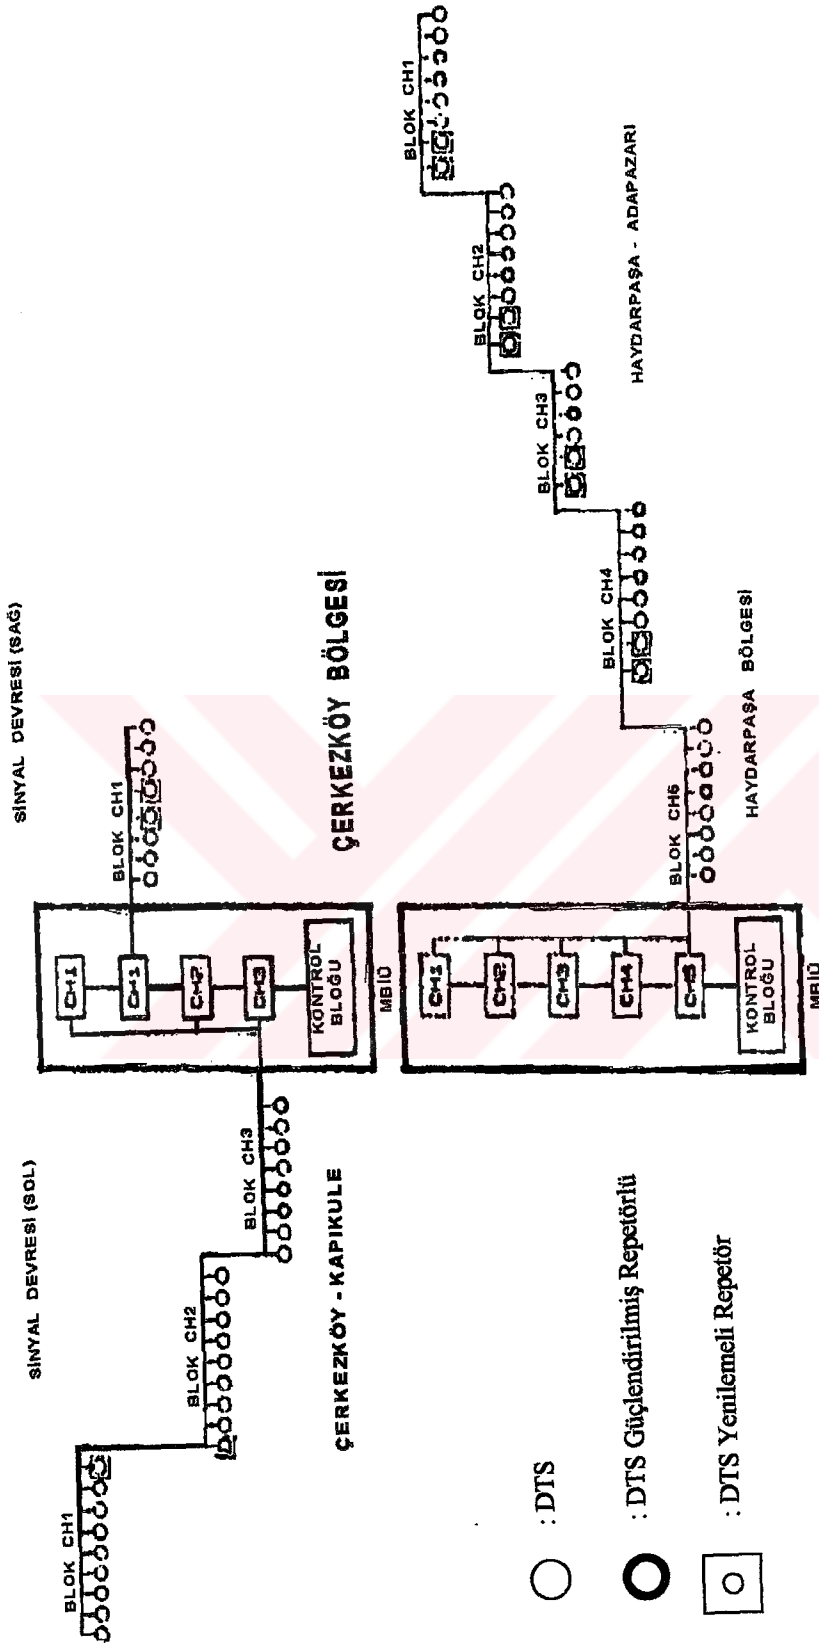 SİNYAL DEVRESİ (SOL)
SİNYAL DEVRESİ (SAĞ)
BLOK CH1
BLOK CH2
BLOK CH3
CH1
CH1
CH2
CH3
KONTROL
BLOĞU
MBİÜ
BLOK CH1
ÇERKEZKÖY - KAPIKULE
ÇERKEZKÖY BÖLGESİ
BLOK CH1
BLOK CH2
BLOK CH3
BLOK CH4
BLOK CH5
CH1
CH2
CH3
CH4
CH5
KONTROL
BLOĞU
MBİÜ
HAYDARPAŞA BÖLGESİ
HAYDARPAŞA - ADAPAZARI
: DTS
: DTS Güçlendirilmiş Repetörlü
: DTS Yenilemeli Repetör